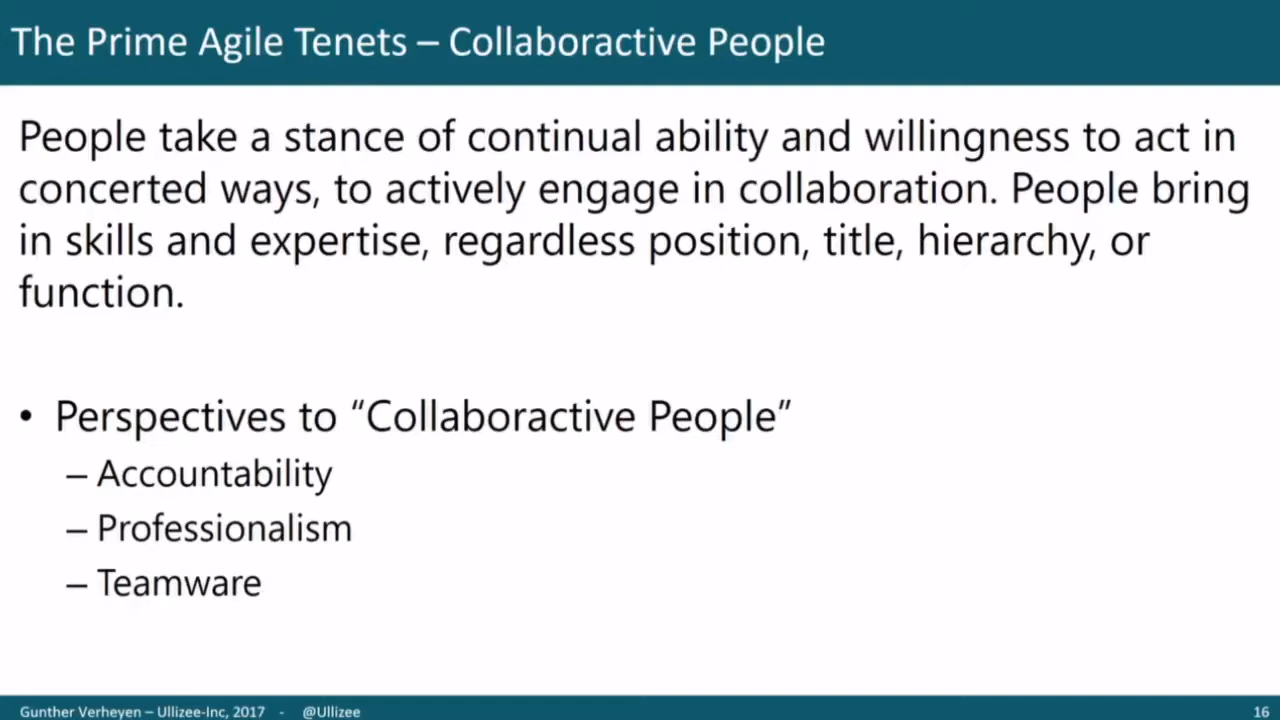 The Prime Agile Tenets – Collaboractive People
People take a stance of continual ability and willingness to act in
concerted ways, to actively engage in collaboration. People bring
in skills and expertise, regardless position, title, hierarchy, or
function.
• Perspectives to “Collaboractive People”
– Accountability
– Professionalism
– Teamware
Gunther Verheyen – Ullizee-Inc, 2017 - @Ullizee
16